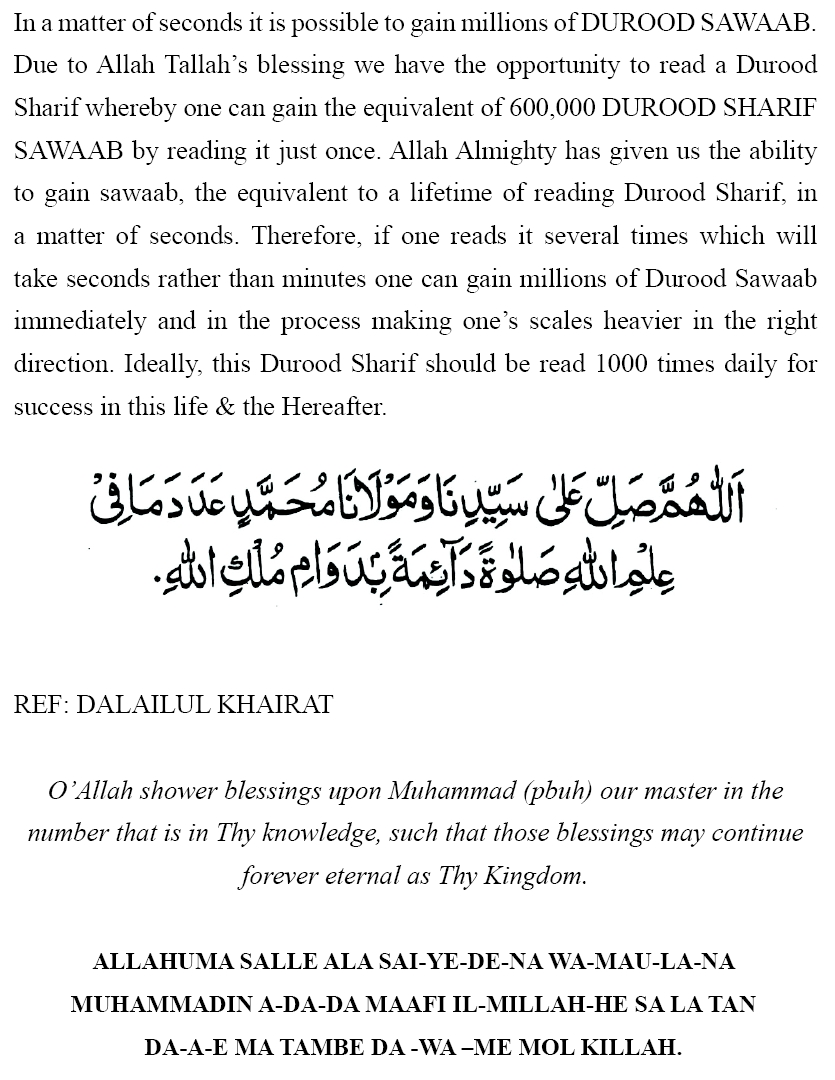 In a matter of seconds it is possible to gain millions of DUROOD SAWAAB.
Due to Allah Tallah’s blessing we have the opportunity to read a Durood
Sharif whereby one can gain the equivalent of 600,000 DUROOD SHARIF
SAWAAB by reading it just once. Allah Almighty has given us the ability
to gain sawaab, the equivalent to a lifetime of reading Durood Sharif, in
a matter of seconds. Therefore, if one reads it several times which will
take seconds rather than minutes one can gain millions of Durood Sawaab
immediately and in the process making one’s scales heavier in the right
direction. Ideally, this Durood Sharif should be read 1000 times daily for
success in this life & the Hereafter.
اَللّٰهُمَّ صَلِّ عَلٰى سَيِّدِنَا وَمَوْلَانَا مُحَمَّدٍ عَدَدَ مَا فِىْ
عِلْمِ اللهِ صَلٰوةً دَآئِمَةً بِۢدَوَامِ مُلْكِ اللهِ.
REF: DALAILUL KHAIRAT
O’Allah shower blessings upon Muhammad (pbuh) our master in the
number that is in Thy knowledge, such that those blessings may continue
forever eternal as Thy Kingdom.
ALLAHUMA SALLE ALA SAI-YE-DE-NA WA-MAU-LA-NA
MUHAMMADIN A-DA-DA MAAFI IL-MILLAH-HE SA LA TAN
DA-A-E MA TAMBE DA -WA –ME MOL KILLAH.